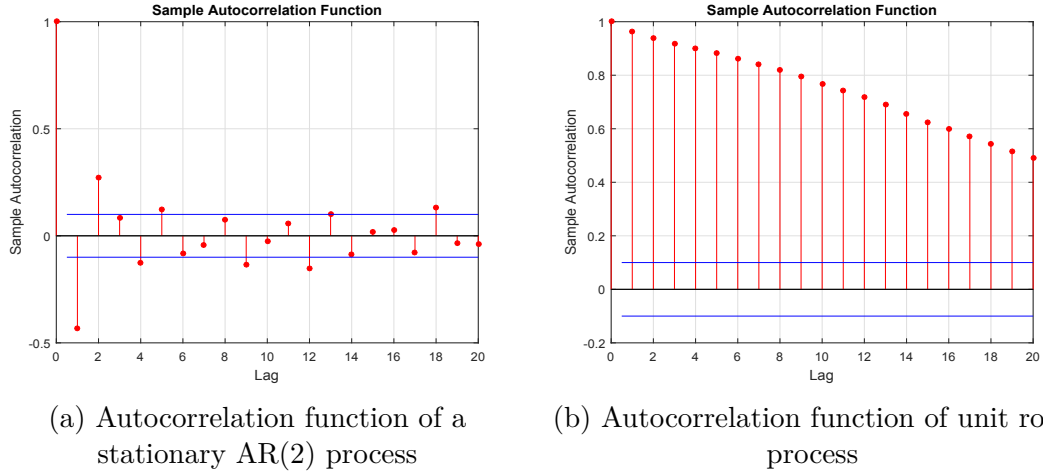 Sample Autocorrelation Function
Sample Autocorrelation
1
0.5
0
-0.5
0 2 4 6 8 10 12 14 16 18 20
Lag
(a) Autocorrelation function of a
stationary AR(2) process
Sample Autocorrelation Function
Sample Autocorrelation
1
0.8
0.6
0.4
0.2
0
-0.2
0 2 4 6 8 10 12 14 16 18 20
Lag
(b) Autocorrelation function of unit ro
process